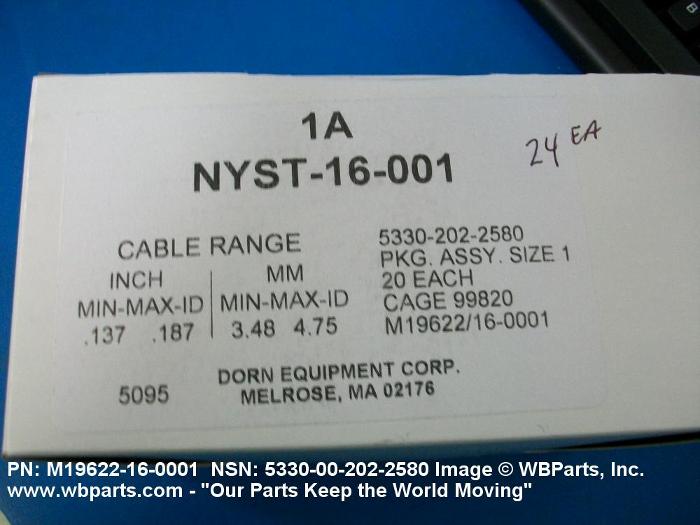 1A
NYST-16-001
24 EA
CABLE RANGE
INCH
MM
MIN-MAX-ID
MIN-MAX-ID
.137 .187
3.48 4.75
5330-202-2580
PKG. ASSY. SIZE 1
20 EACH
CAGE 99820
M19622/16-0001
5095
DORN EQUIPMENT CORP.
MELROSE, MA 02176
PN: M19622-16-0001 NSN: 5330-00-202-2580 Image © WBParts, Inc.
www.wbparts.com - "Our Parts Keep the World Moving"